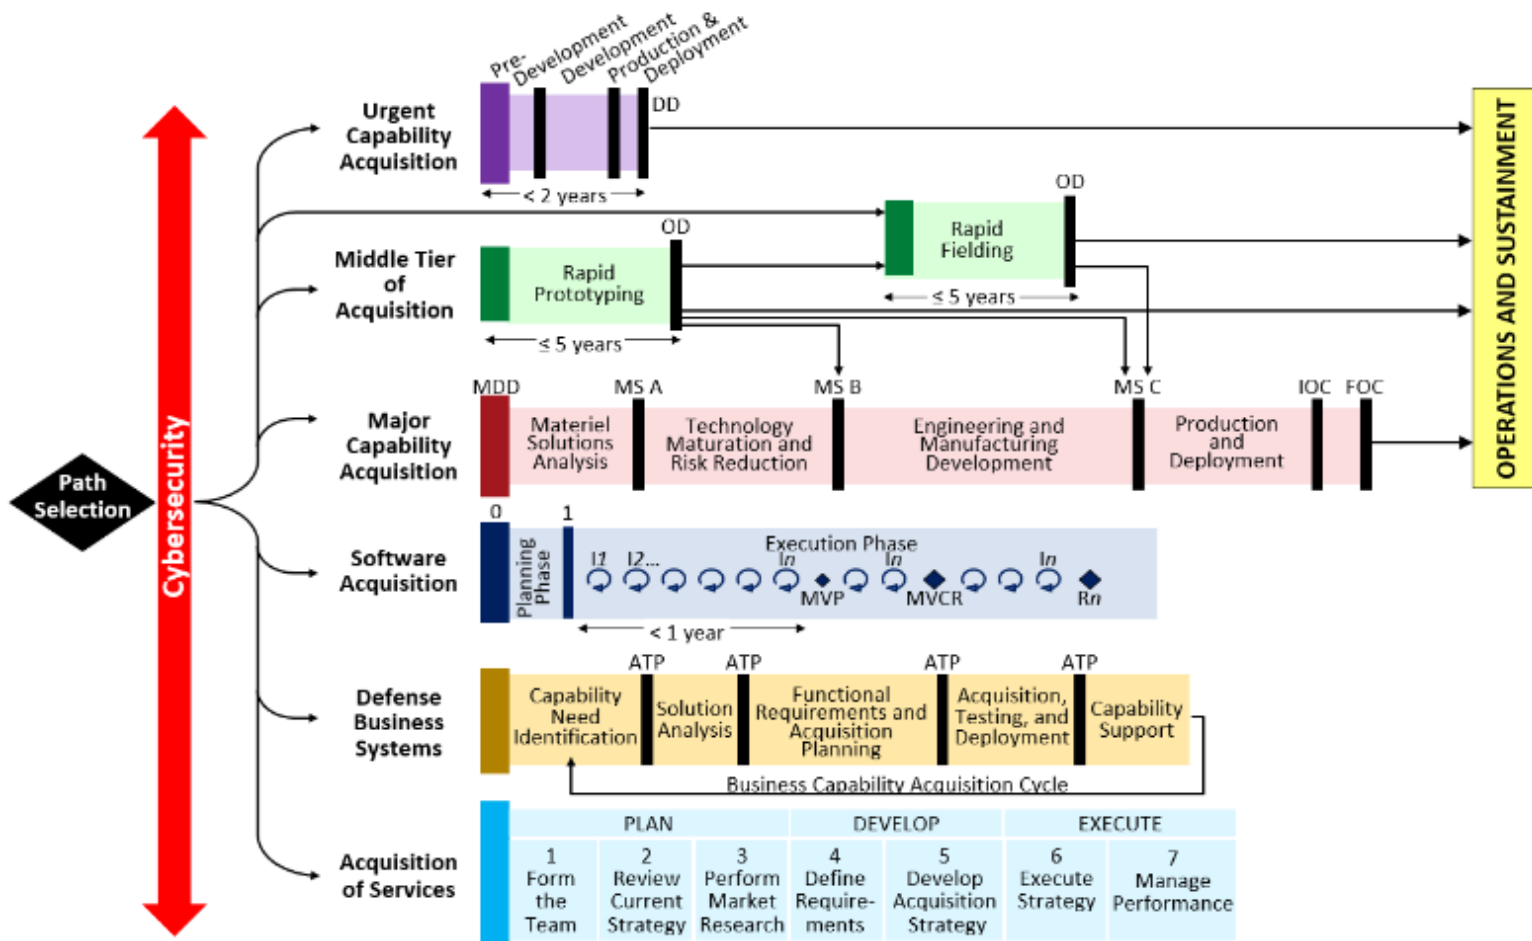 Path
Selection
Cybersecurity
Urgent
Capability
Acquisition
Pre-
Development
Development
Production &
Deployment
DD
< 2 years
Middle Tier
of
Acquisition
Rapid
Prototyping
OD
≤ 5 years
Rapid
Fielding
OD
≤ 5 years
Major
Capability
Acquisition
MDD
Materiel
Solutions
Analysis
MS A
Technology
Maturation and
Risk Reduction
MS B
Engineering and
Manufacturing
Development
MS C
Production
and
Deployment
IOC
FOC
Software
Acquisition
0
Planning
Phase
1
Execution Phase
I1
I2...
In
In
In
MVP
MVCR
Rn
< 1 year
Defense
Business
Systems
Capability
Need
Identification
ATP
Solution
Analysis
ATP
Functional
Requirements and
Acquisition
Planning
ATP
Acquisition,
Testing, and
Deployment
ATP
Capability
Support
Business Capability Acquisition Cycle
Acquisition
of Services
PLAN
DEVELOP
EXECUTE
1
Form
the
Team
2
Review
Current
Strategy
3
Perform
Market
Research
4
Define
Require-
ments
5
Develop
Acquisition
Strategy
6
Execute
Strategy
7
Manage
Performance
OPERATIONS AND SUSTAINMENT